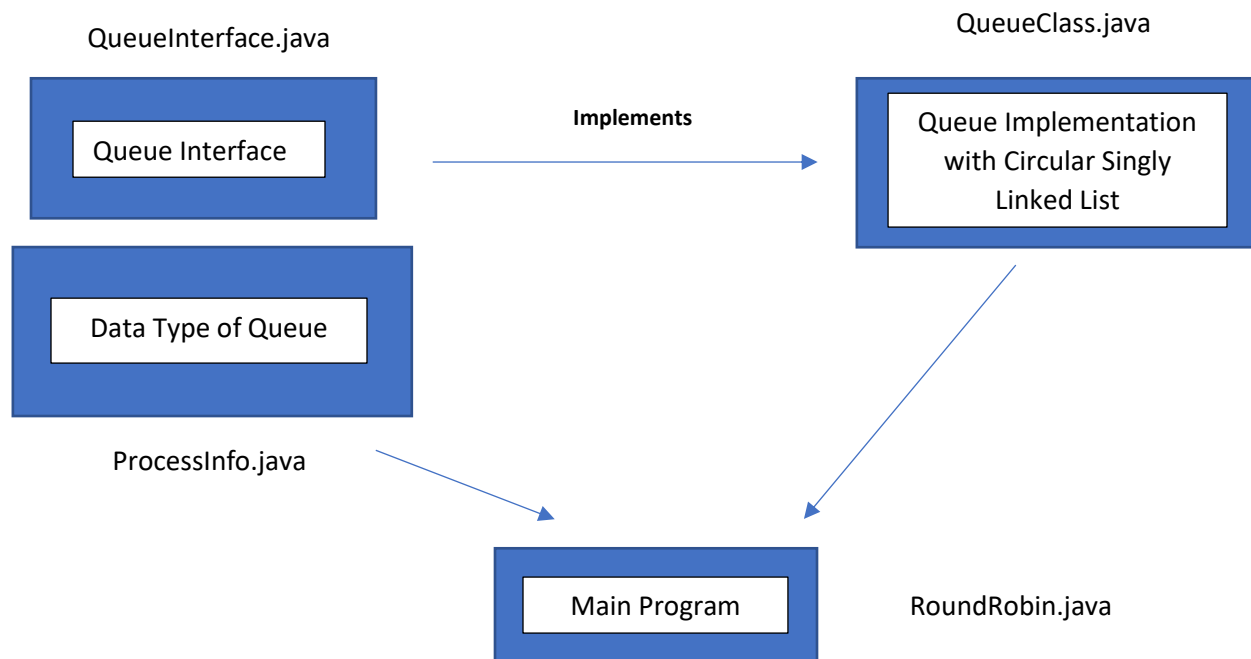 QueueInterface.java
QueueClass.java
Implements
Queue Interface
Queue Implementation
with Circular Singly
Linked List
Data Type of Queue
ProcessInfo.java
Main Program
RoundRobin.java